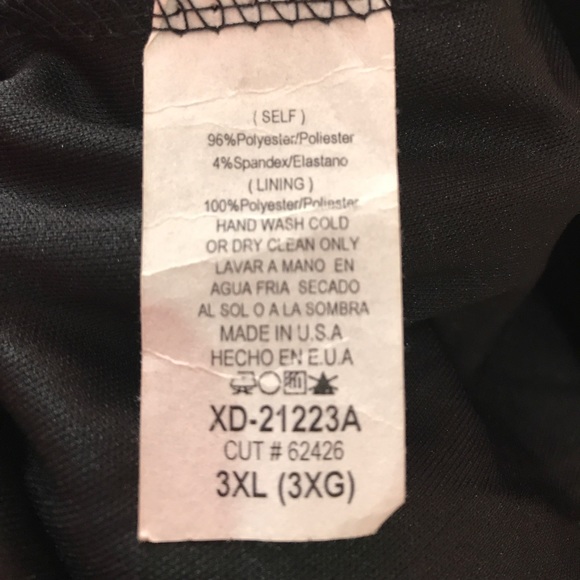 ( SELF )
96%Polyester/Poliester
4%Spandex/Elastano
( LINING )
100%Polyester/Poliester
HAND WASH COLD
OR DRY CLEAN ONLY
LAVAR A MANO EN
AGUA FRIA SECADO
AL SOL O A LA SOMBRA
MADE IN U.S.A
HECHO EN E.U.A
XD-21223A
CUT # 62426
3XL (3XG)